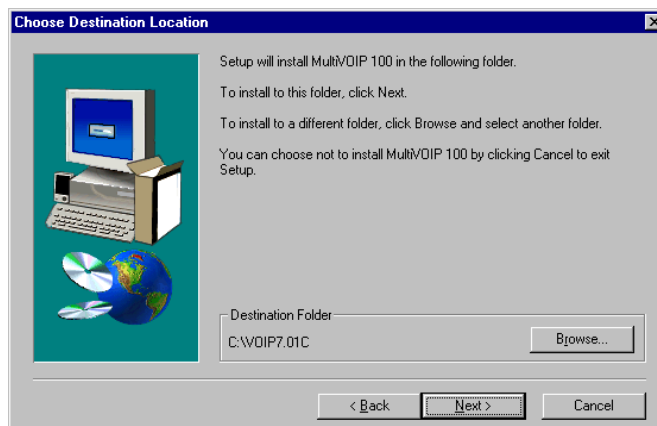 Choose Destination Location
Setup will install MultiVOIP 100 in the following folder.
To install to this folder, click Next.
To install to a different folder, click Browse and select another folder.
You can choose not to install MultiVOIP 100 by clicking Cancel to exit
Setup.
Destination Folder
C:\VOIP7.01C
Browse...
< Back
Next >
Cancel